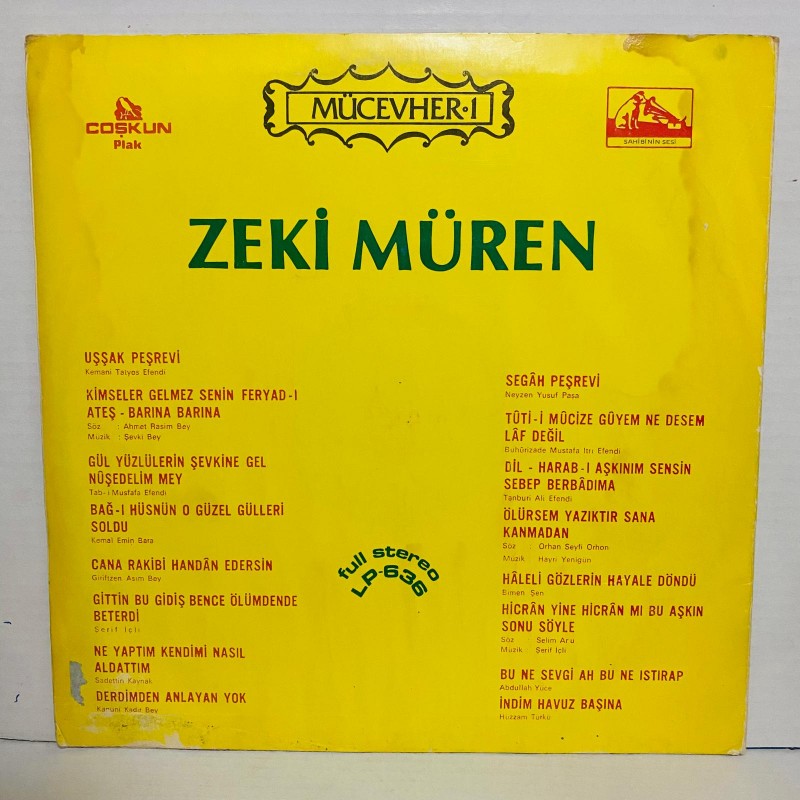 MÜCEVHER•1
COŞKUN
Plak
SAHİBİNİN SESİ
ZEKİ MÜREN
UŞŞAK PEŞREVİ
Kemani Tatyos Efendi
KİMSELER GELMEZ SENİN FERYAD-I
ATEŞ - BARINA BARINA
Söz : Ahmet Rasim Bey
Müzik : Şevki Bey
GÜL YÜZLÜLERİN ŞEVKİNE GEL
NÛŞEDELİM MEY
Tab-i Mustafa Efendi
BAĞ-I HÜSNÜN O GÜZEL GÜLLERİ
SOLDU
Kemal Emin Bara
CANA RAKİBİ HANDÂN EDERSİN
Giriftzen Asım Bey
GİTTİN BU GİDİŞ BENCE ÖLÜMDENDE
BETERDİ
Şerif İçli
NE YAPTIM KENDİMİ NASIL
ALDATTIM
Sadettin Kaynak
DERDİMDEN ANLAYAN YOK
Kanuni Kadir Bey
full stereo
LP-636
SEGÂH PEŞREVİ
Neyzen Yusuf Paşa
TÛTİ-İ MÛCİZE GÛYEM NE DESEM
LÂF DEĞİL
Buhûrizade Mustafa Itri Efendi
DİL - HARAB-I AŞKINIM SENSİN
SEBEP BERBÂDIMA
Tanburi Ali Efendi
ÖLÜRSEM YAZIKTIR SANA
KANMADAN
Söz : Orhan Seyfi Orhon
Müzik : Hayri Yenigün
HÂLELİ GÖZLERİN HAYALE DÖNDÜ
Ermen Şen
HİCRÂN YİNE HİCRÂN MI BU AŞKIN
SONU SÖYLE
Söz : Selim Aru
Müzik : Şerif İçli
BU NE SEVGİ AH BU NE ISTIRAP
Abdullah Yüce
İNDİM HAVUZ BAŞINA
Hüzzam Türkü